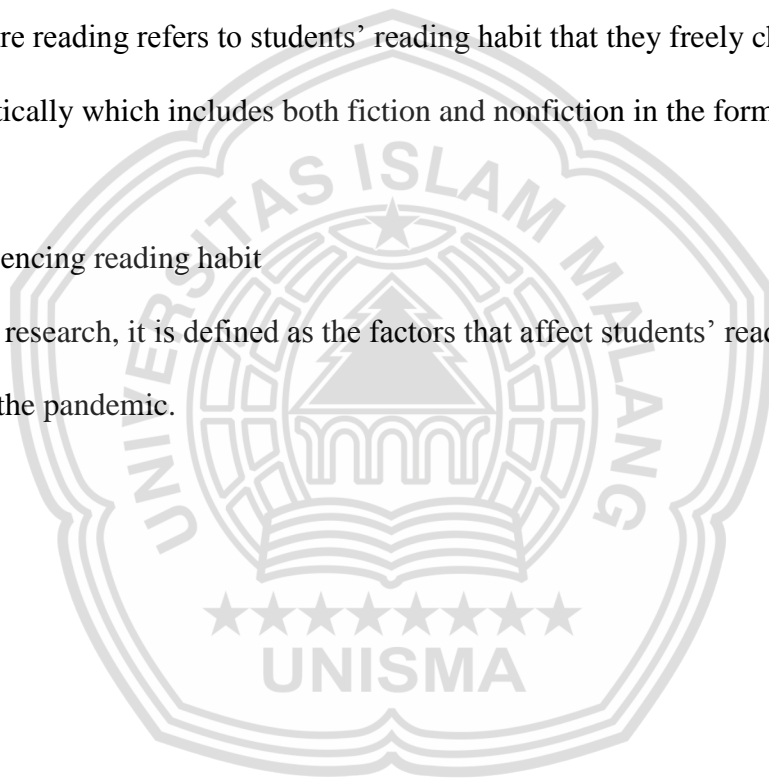 re reading refers to students’ reading habit that they freely cl
tically which includes both fiction and nonfiction in the form
encing reading habit
research, it is defined as the factors that affect students’ read
the pandemic.
UNIVERSITAS ISLAM MALANG
UNISMA